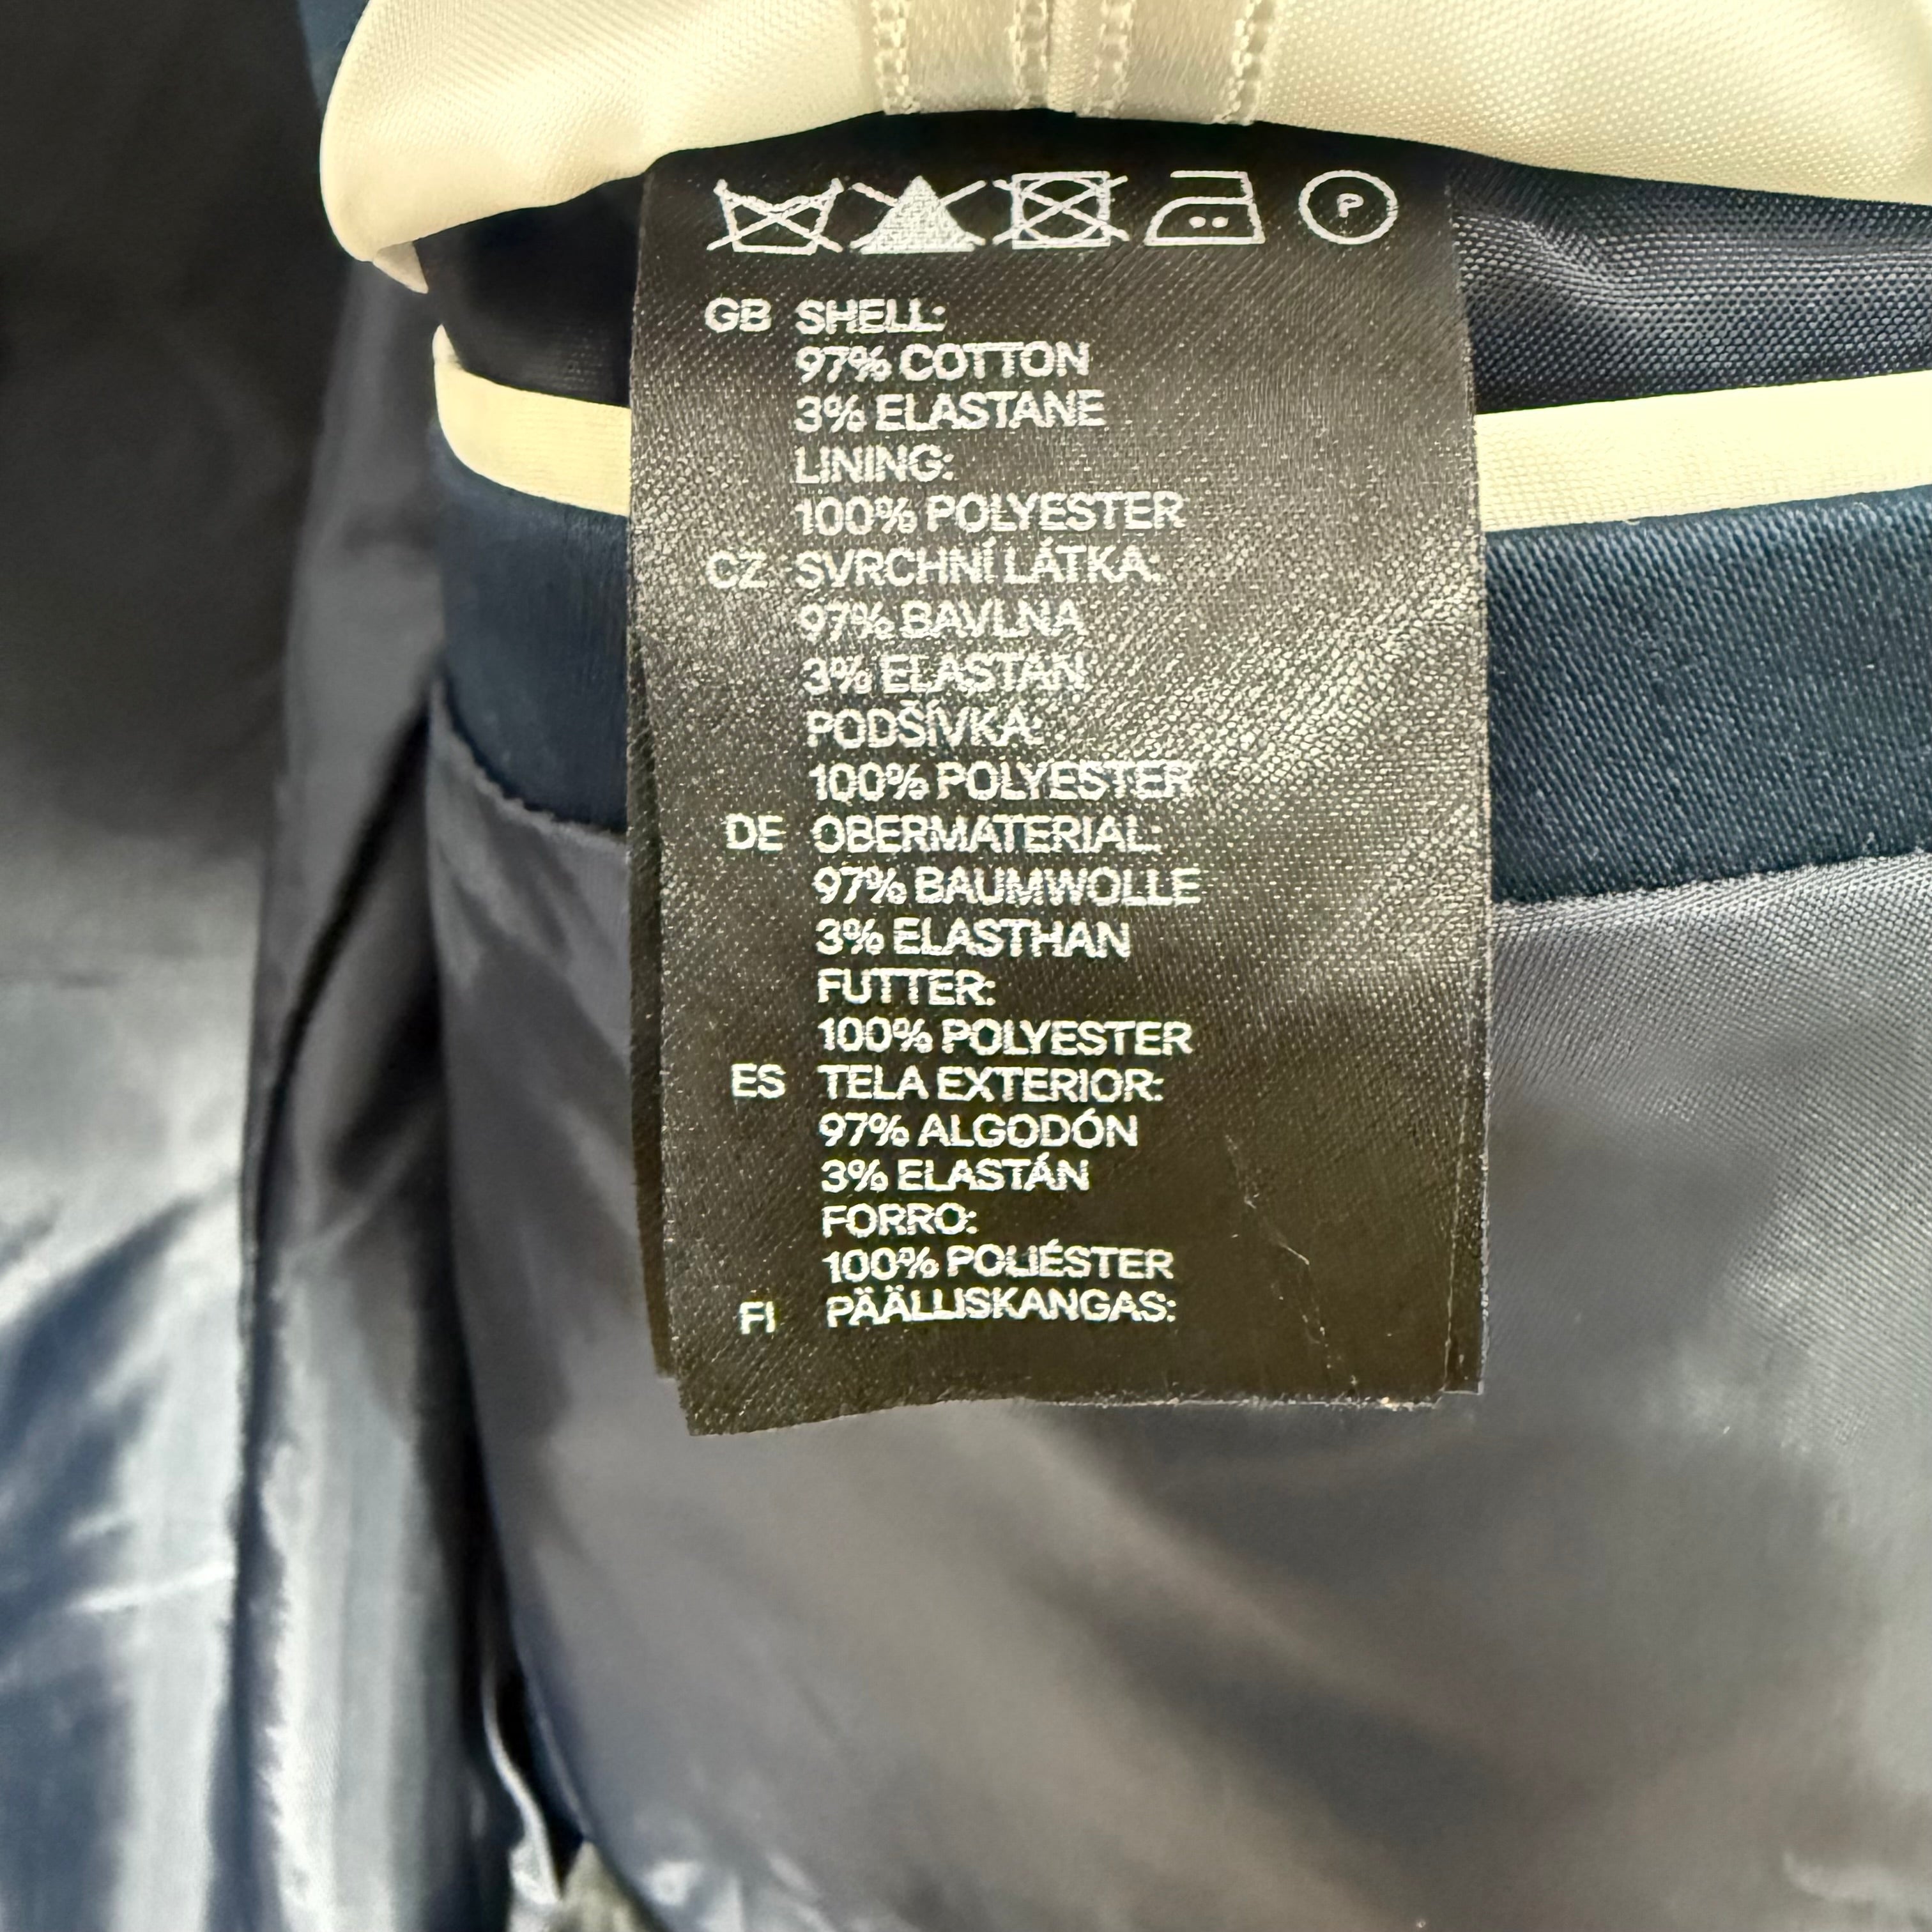 P
GB SHELL:
97% COTTON
3% ELASTANE
LINING:
100% POLYESTER
CZ SVRCHNÍ LÁTKA:
97% BAVLNA
3% ELASTAN
PODŠÍVKA:
100% POLYESTER
DE OBERMATERIAL:
97% BAUMWOLLE
3% ELASTHAN
FUTTER:
100% POLYESTER
ES TELA EXTERIOR:
97% ALGODÓN
3% ELASTÁN
FORRO:
100% POLIÉSTER
FI PÄÄLLISKANGAS: